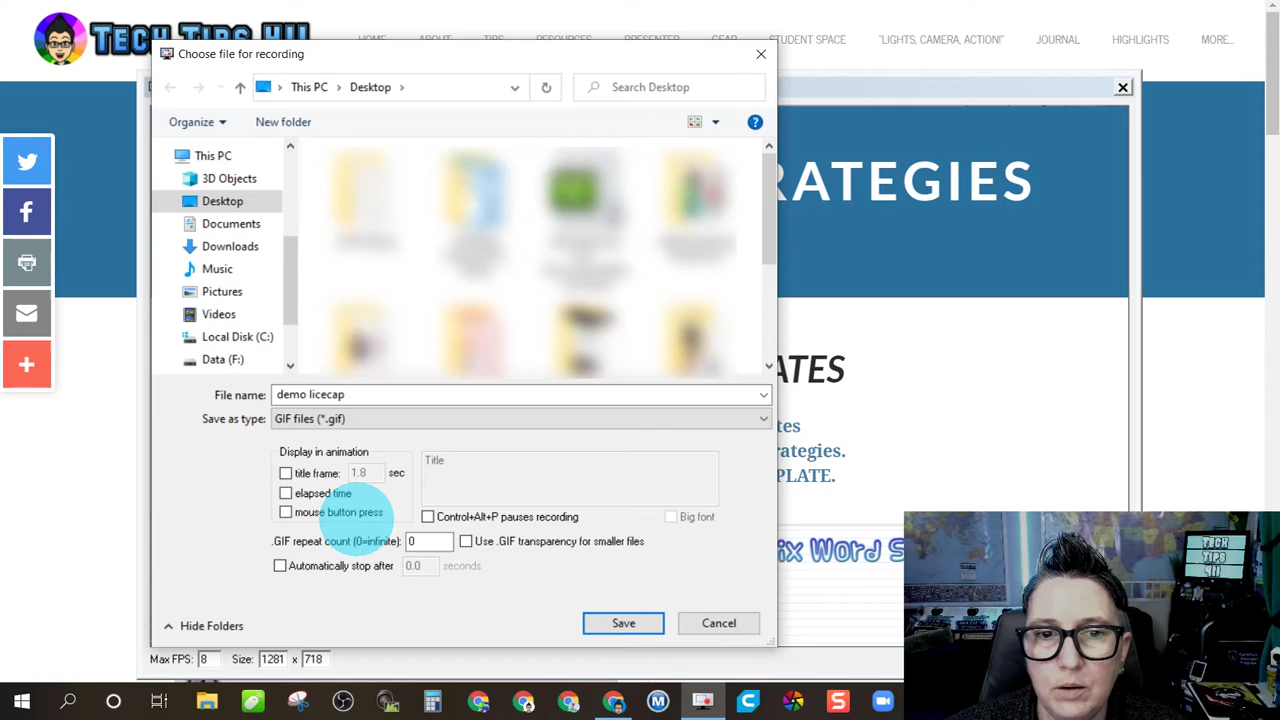 TECH TIPS 4U
HOME ABOUT TIPS RESOURCES PRESENTER GEAR STUDENT SPACE "LIGHTS, CAMERA, ACTION!" JOURNAL HIGHLIGHTS MORE...
Choose file for recording
This PC > Desktop >
Search Desktop
Organize
New folder
This PC
3D Objects
Desktop
Documents
Downloads
Music
Pictures
Videos
Local Disk (C:)
Data (F:)
RATEGIES
ATES
tes
rategies.
PLATE.
File name: demo licecap
Save as type: GIF files (*.gif)
Display in animation
title frame: 1.8 sec
elapsed time
mouse button press
Title
Control+Alt+P pauses recording
Big font
.GIF repeat count (0=infinite): 0
Use .GIF transparency for smaller files
Automatically stop after 0.0 seconds
ix Word S
Hide Folders
Save
Cancel
Max FPS: 8 Size: 1281 x 718
TECH
TIPS
4U